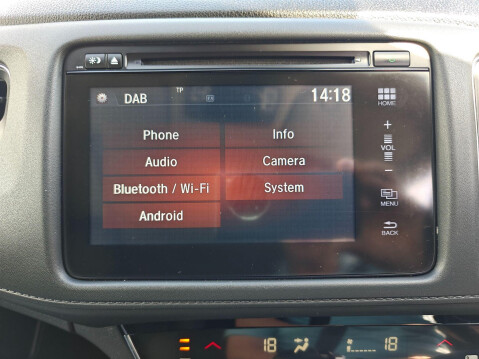 DAB
TP
14:18
HOME
Phone
Info
VOL
Audio
Camera
Bluetooth / Wi-Fi
System
MENU
Android
BACK
18
18